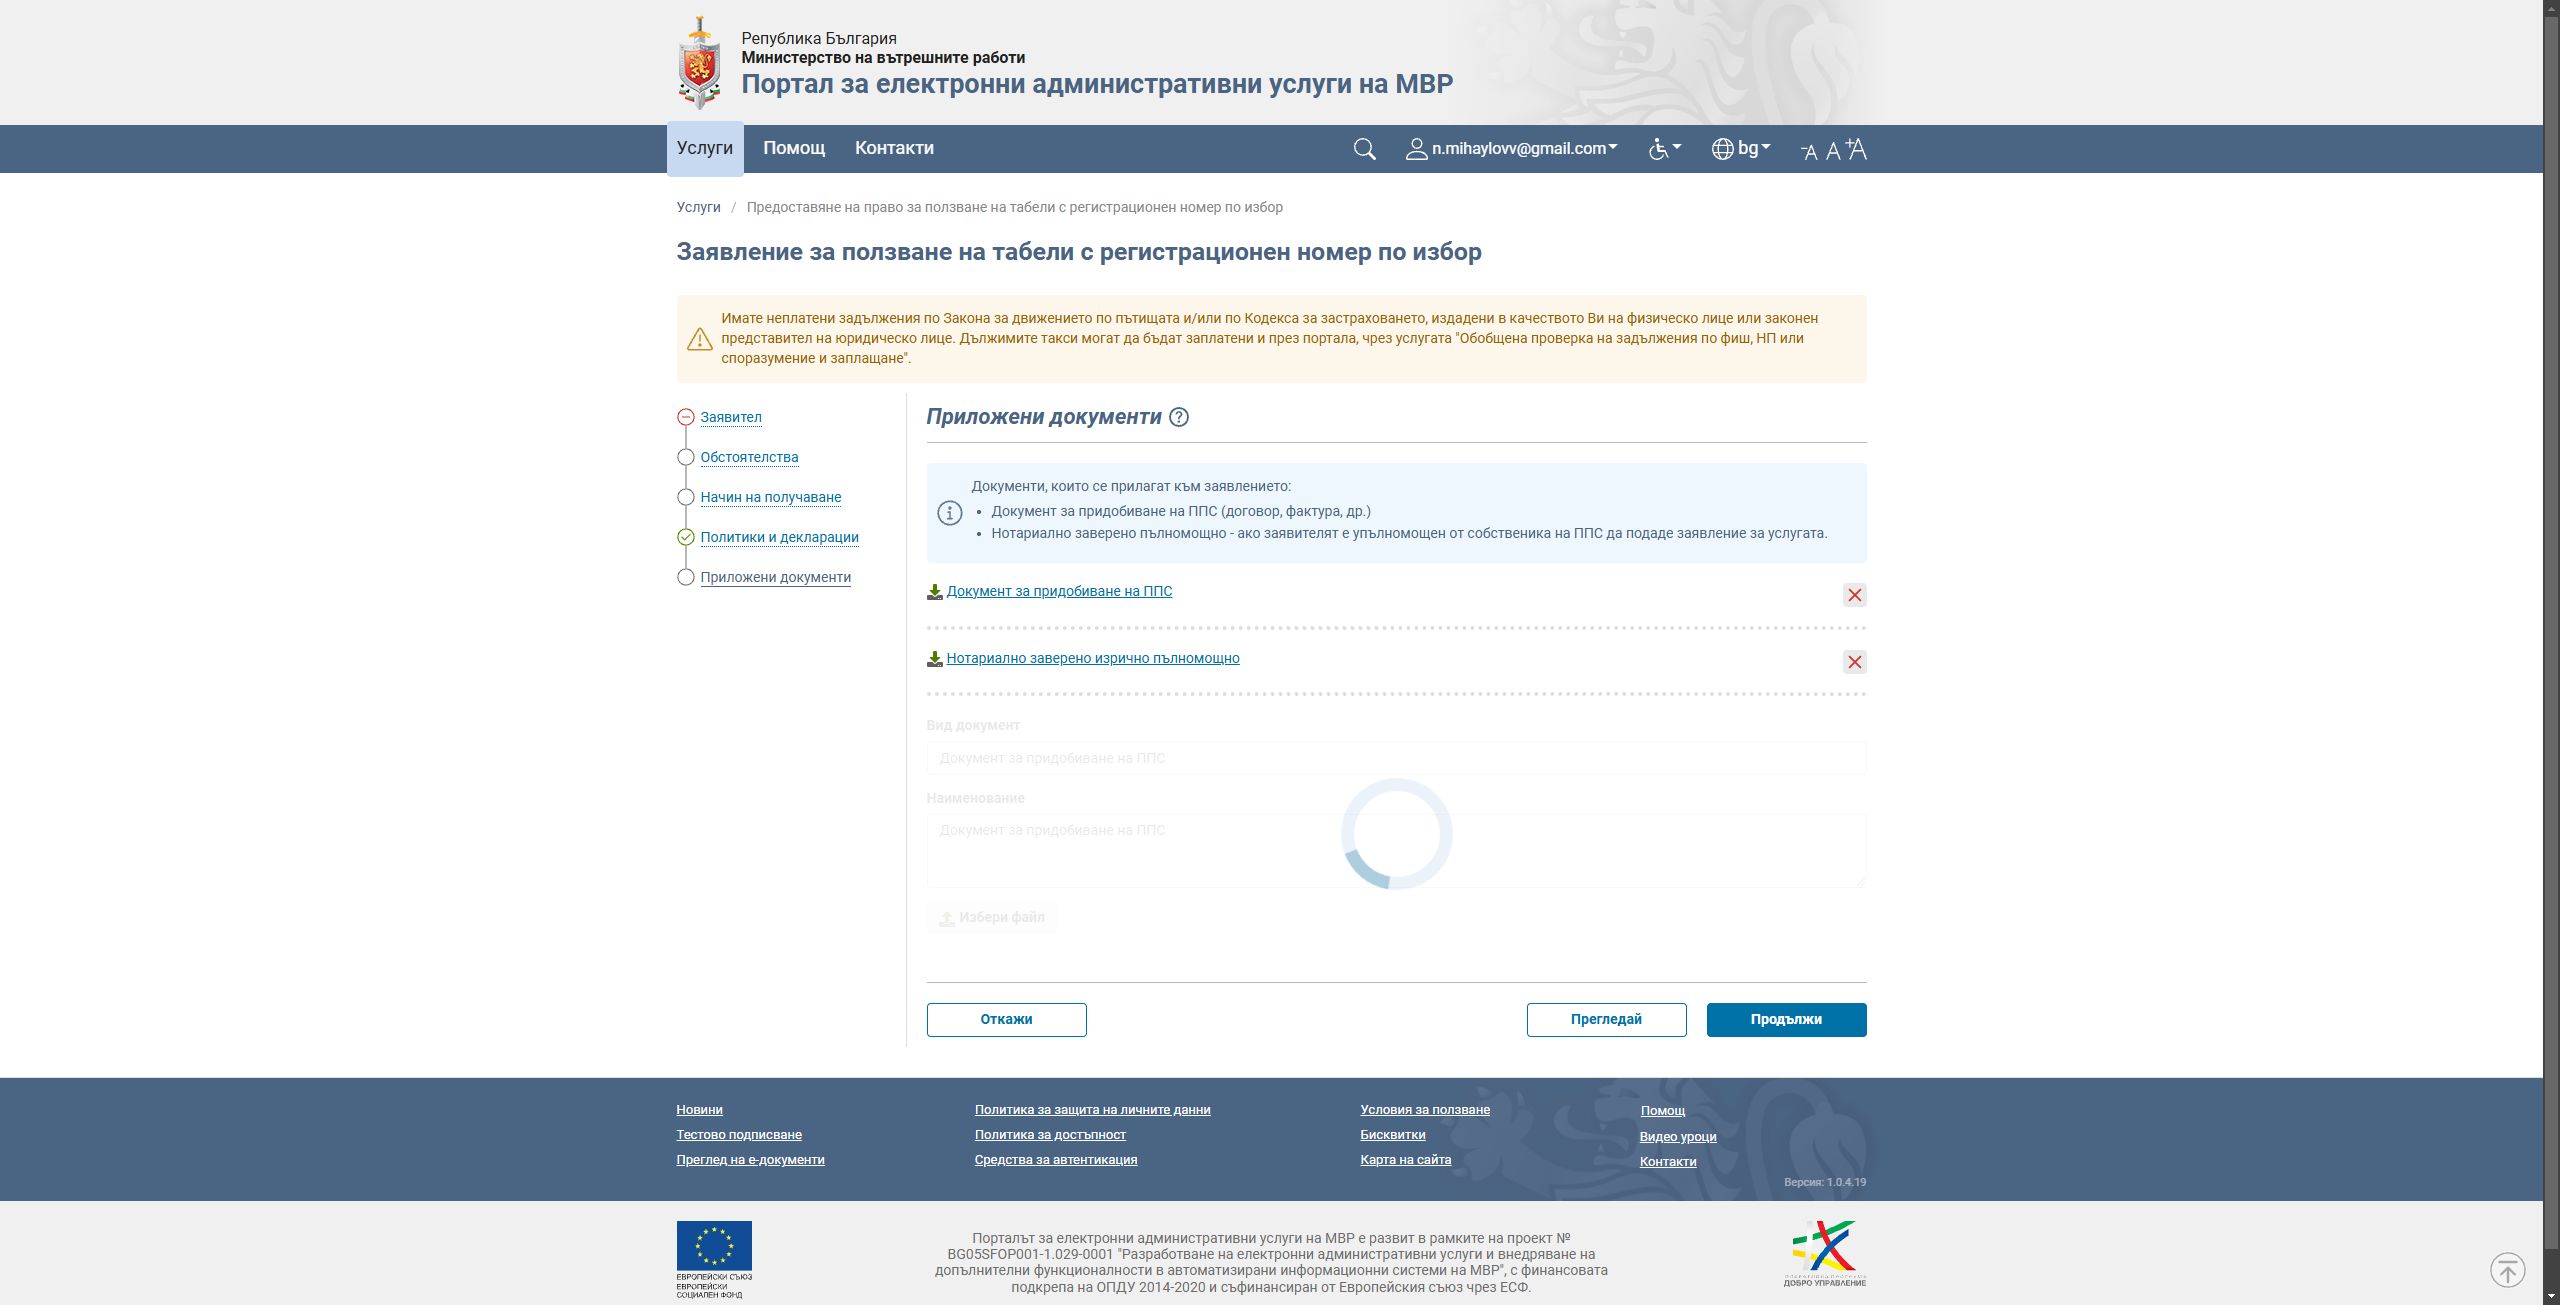 Република България
Министерство на вътрешните работи
Портал за електронни административни услуги на МВР
Услуги Помощ Контакти n.mihaylovv@gmail.com bg -A A +A
Услуги / Предоставяне на право за ползване на табели с регистрационен номер по избор
Заявление за ползване на табели с регистрационен номер по избор
Имате неплатени задължения по Закона за движението по пътищата и/или по Кодекса за застраховането, издадени в качеството Ви на физическо лице или законен
представител на юридическо лице. Дължимите такси могат да бъдат заплатени и през портала, чрез услугата "Обобщена проверка на задължения по фиш, НП или
споразумение и заплащане".
Заявител
Обстоятелства
Начин на получаване
Политики и декларации
Приложени документи
Приложени документи
Документи, които се прилагат към заявлението:
• Документ за придобиване на ППС (договор, фактура, др.)
• Нотариално заверено пълномощно - ако заявителят е упълномощен от собственика на ППС да подаде заявление за услугата.
Документ за придобиване на ППС
Нотариално заверено изрично пълномощно
Вид документ
Документ за придобиване на ППС
Наименование
Документ за придобиване на ППС
Избери файл
Откажи Прегледай Продължи
Новини
Тестово подписване
Преглед на е-документи
Политика за защита на личните данни
Политика за достъпност
Средства за автентикация
Условия за ползване
Бисквитки
Карта на сайта
Помощ
Видео уроци
Контакти
Версия: 1.0.4.19
ЕВРОПЕЙСКИ СЪЮЗ
ЕВРОПЕЙСКИ
СОЦИАЛЕН ФОНД
Порталът за електронни административни услуги на МВР е развит в рамките на проект №
BG05SFOP001-1.029-0001 "Разработване на електронни административни услуги и внедряване на
допълнителни функционалности в автоматизирани информационни системи на МВР", с финансовата
подкрепа на ОПДУ 2014-2020 и съфинансиран от Европейския съюз чрез ЕСФ.
ДОБРО УПРАВЛЕНИЕ